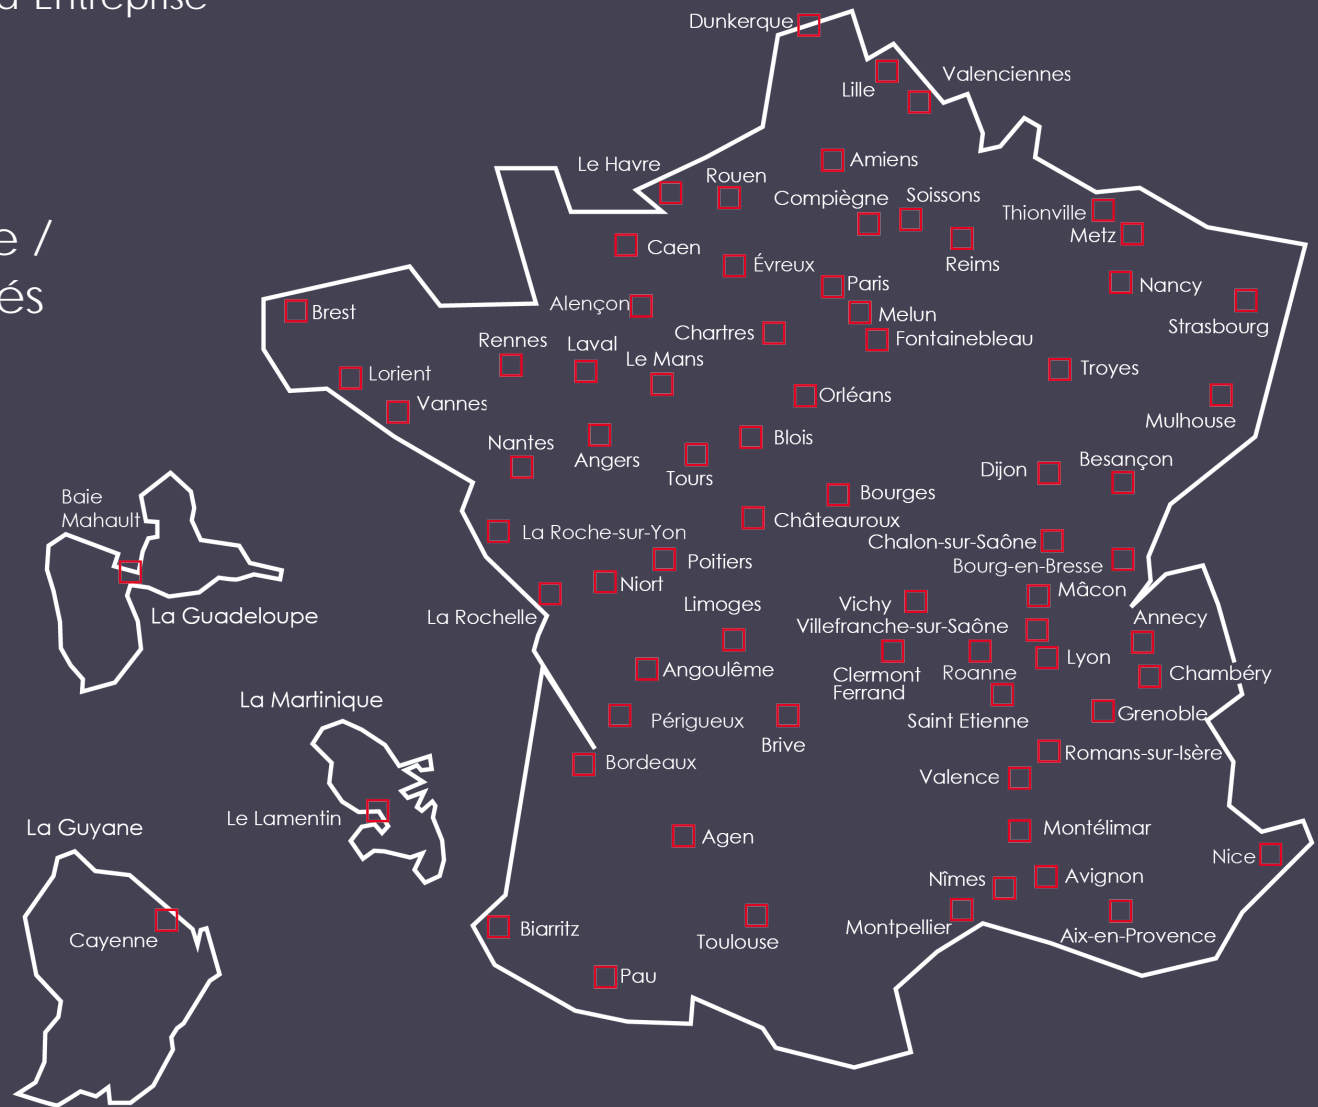 Entreprise
e /
és
Dunkerque
Valenciennes
Lille
Amiens
Le Havre
Rouen
Compiègne
Soissons
Thionville
Metz
Caen
Évreux
Reims
Paris
Nancy
Alençon
Brest
Melun
Strasbourg
Chartres
Fontainebleau
Rennes
Laval
Le Mans
Troyes
Lorient
Orléans
Vannes
Mulhouse
Nantes
Blois
Angers
Tours
Dijon
Besançon
Baie
Mahault
Bourges
Châteauroux
La Roche-sur-Yon
Chalon-sur-Saône
Poitiers
Bourg-en-Bresse
Niort
Mâcon
Limoges
Vichy
La Guadeloupe
La Rochelle
Villefranche-sur-Saône
Annecy
Lyon
Angoulême
Clermont
Ferrand
Roanne
Chambéry
La Martinique
Périgueux
Saint Etienne
Grenoble
Brive
Bordeaux
Romans-sur-Isère
Valence
Le Lamentin
La Guyane
Agen
Montélimar
Nice
Nîmes
Avignon
Cayenne
Biarritz
Toulouse
Montpellier
Aix-en-Provence
Pau